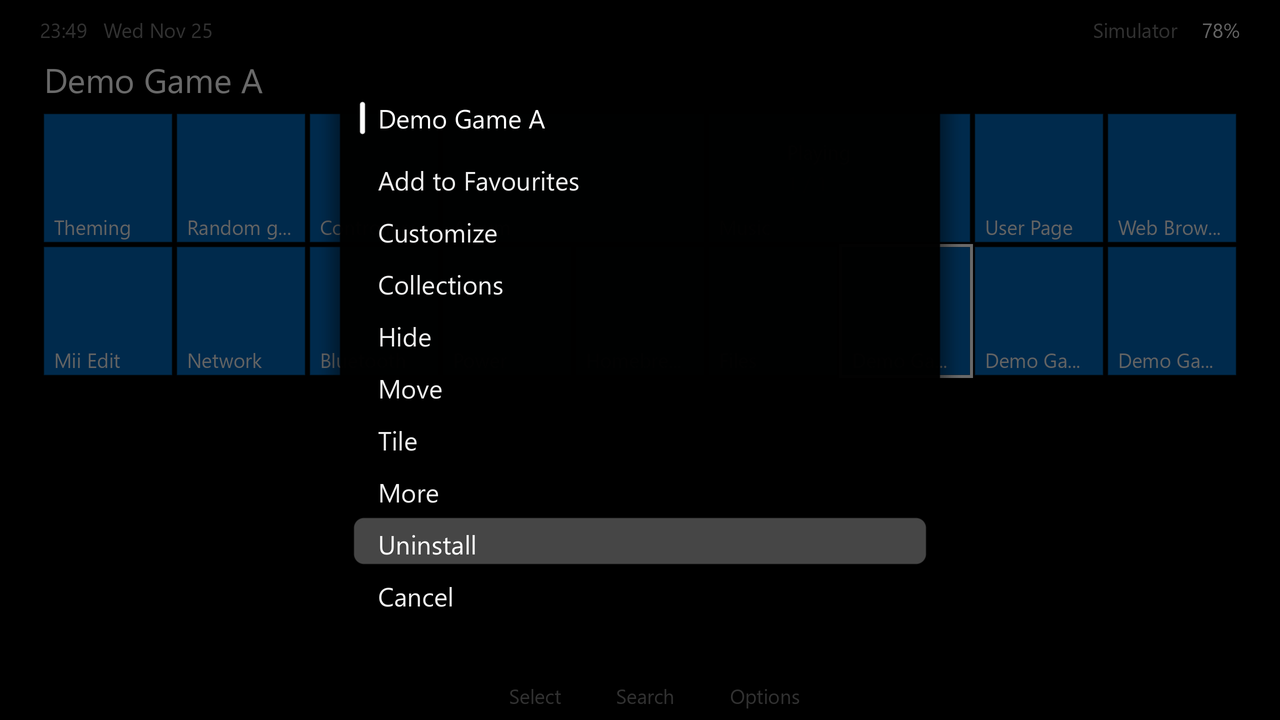 23:49 Wed Nov 25 Simulator 78%
Demo Game A
Demo Game A
Add to Favourites
Customize
Collections
Hide
Move
Tile
More
Uninstall
Cancel
Theming Random g... Co User Page Web Brow...
Mii Edit Network Blu ... Demo Ga... Demo Ga...
Select Search Options